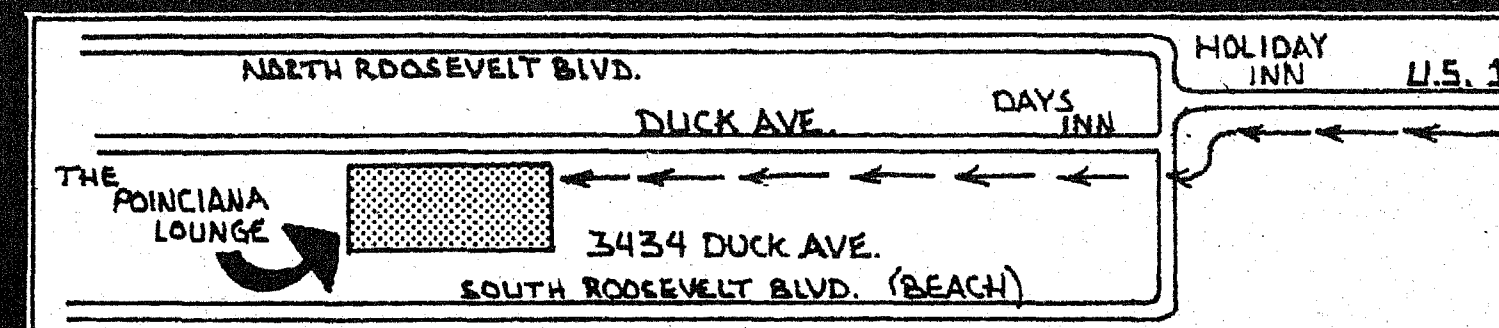 HOLIDAY
INN
U.S. 1
NORTH ROOSEVELT BLVD.
DAYS
INN
DUCK AVE.
THE
POINCIANA
LOUNGE
3434 DUCK AVE.
SOUTH ROOSEVELT BLVD. (BEACH)